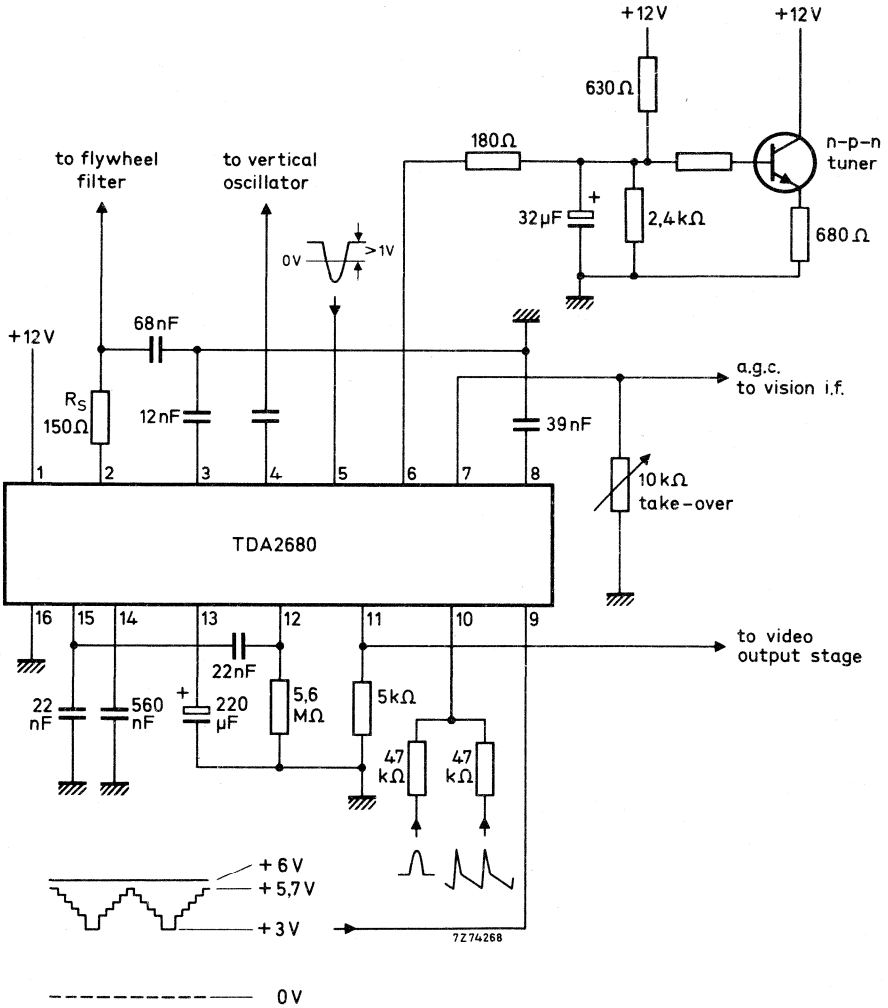 +12V
+12V
630Ω
180Ω
n-p-n
tuner
to flywheel
filter
to vertical
oscillator
+
32µF
2,4kΩ
680Ω
0V
>1V
68nF
+12V
a.g.c.
to vision i.f.
RS
150Ω
12nF
39nF
10kΩ
take-over
1
2
3
4
5
6
7
8
TDA2680
16
15
14
13
12
11
10
9
to video
output stage
22nF
22
nF
560
nF
+
220
µF
5,6
MΩ
5kΩ
47
kΩ
47
kΩ
+6V
+5,7V
+3V
7Z74268
0V